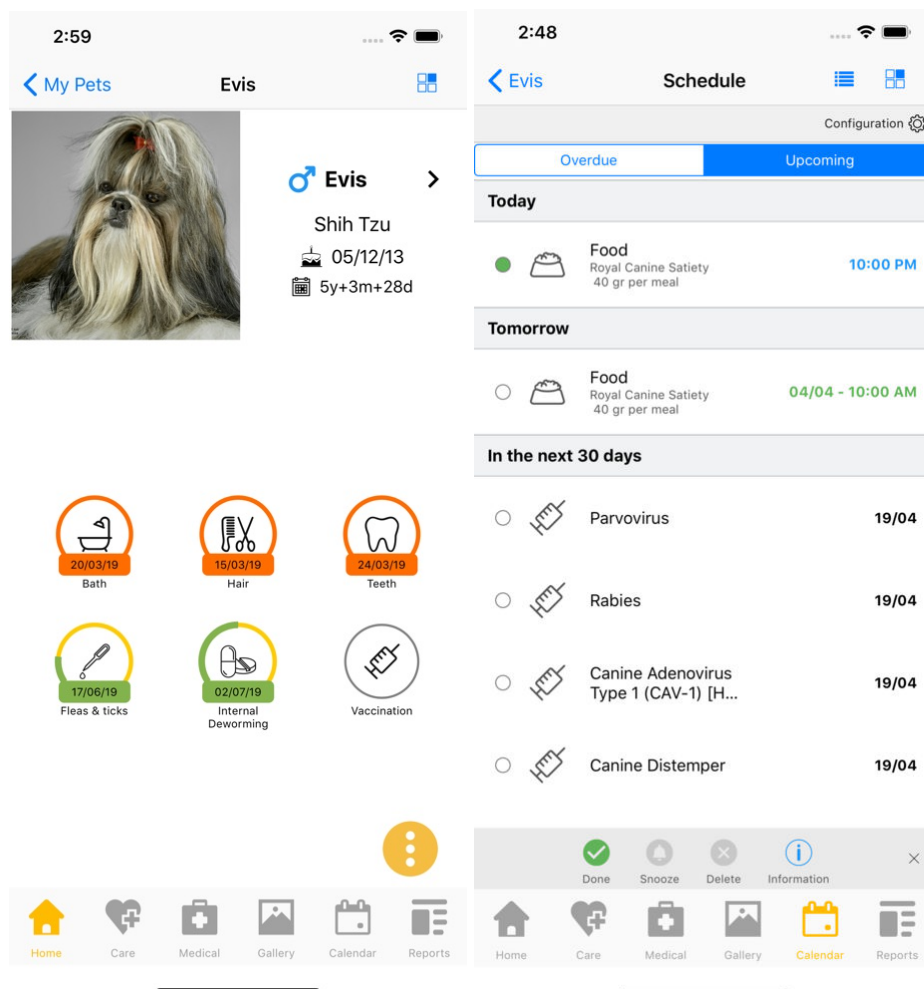 2:59
My Pets
Evis
Evis
Shih Tzu
05/12/13
5y+3m+28d
20/03/19
Bath
15/03/19
Hair
24/03/19
Teeth
17/06/19
Fleas & ticks
02/07/19
Internal
Deworming
Vaccination
Home
Care
Medical
Gallery
Calendar
Reports
2:48
Evis
Schedule
Configuration
Overdue
Upcoming
Today
Food
Royal Canine Satiety
40 gr per meal
10:00 PM
Tomorrow
Food
Royal Canine Satiety
40 gr per meal
04/04 - 10:00 AM
In the next 30 days
Parvovirus
19/04
Rabies
19/04
Canine Adenovirus
Type 1 (CAV-1) [H...
19/04
Canine Distemper
19/04
Done
Snooze
Delete
Information
Home
Care
Medical
Gallery
Calendar
Reports